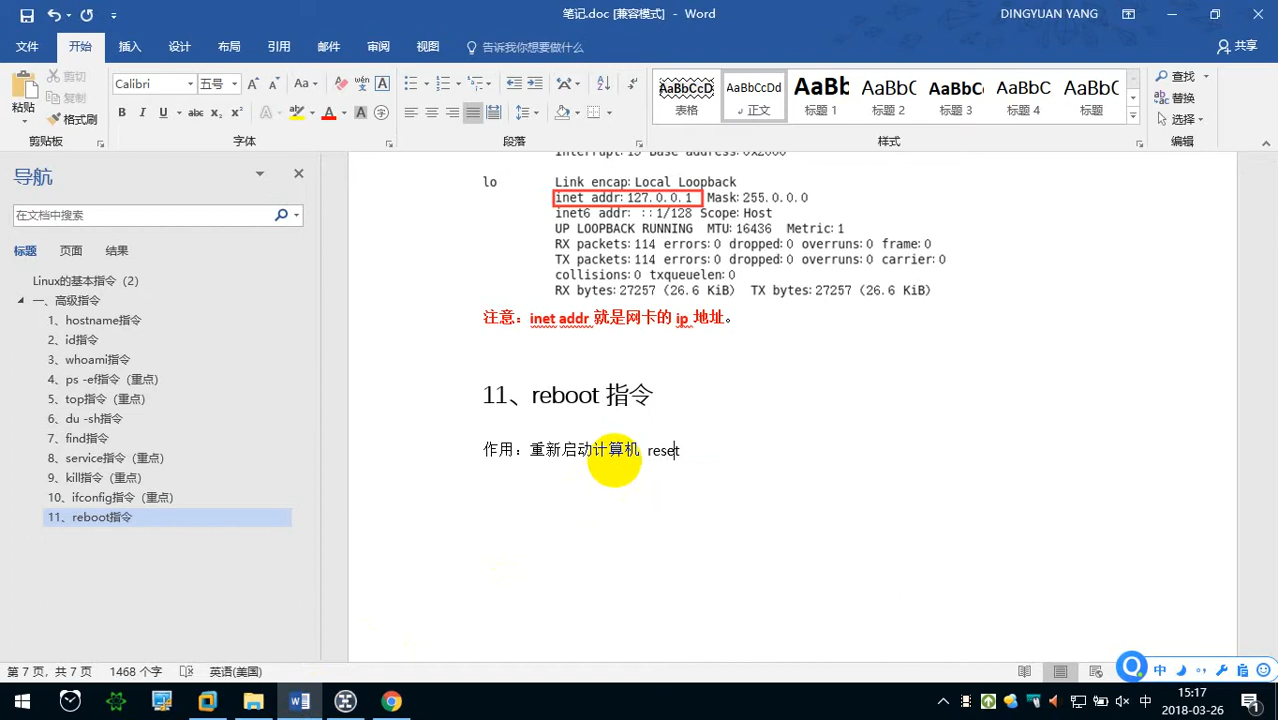 笔记.doc [兼容模式] - Word
DINGYUAN YANG
文件 开始 插入 设计 布局 引用 邮件 审阅 视图 告诉我你想要做什么 共享
粘贴
剪切
复制
格式刷
Calibri 五号
AaBbCcD AaBbCcDd AaBb AaBbC AaBbC AaBbC AaBbC
表格 正文 标题 1 标题 2 标题 3 标题 4 标题
查找
替换
选择
剪贴板 字体 段落 样式 编辑
导航
在文档中搜索
标题 页面 结果
Linux的基本指令（2）
一、高级指令
1、hostname指令
2、id指令
3、whoami指令
4、ps -ef指令（重点）
5、top指令（重点）
6、du -sh指令
7、find指令
8、service指令（重点）
9、kill指令（重点）
10、ifconfig指令（重点）
11、reboot指令
lo Link encap:Local Loopback
inet addr:127.0.0.1 Mask:255.0.0.0
inet6 addr: ::1/128 Scope:Host
UP LOOPBACK RUNNING MTU:16436 Metric:1
RX packets:114 errors:0 dropped:0 overruns:0 frame:0
TX packets:114 errors:0 dropped:0 overruns:0 carrier:0
collisions:0 txqueuelen:0
RX bytes:27257 (26.6 KiB) TX bytes:27257 (26.6 KiB)
注意：inet addr 就是网卡的 ip 地址。
11、reboot 指令
作用：重新启动计算机 reset
第 7 页，共 7 页 1468 个字 英语(美国)
中
中
15:17
2018-03-26